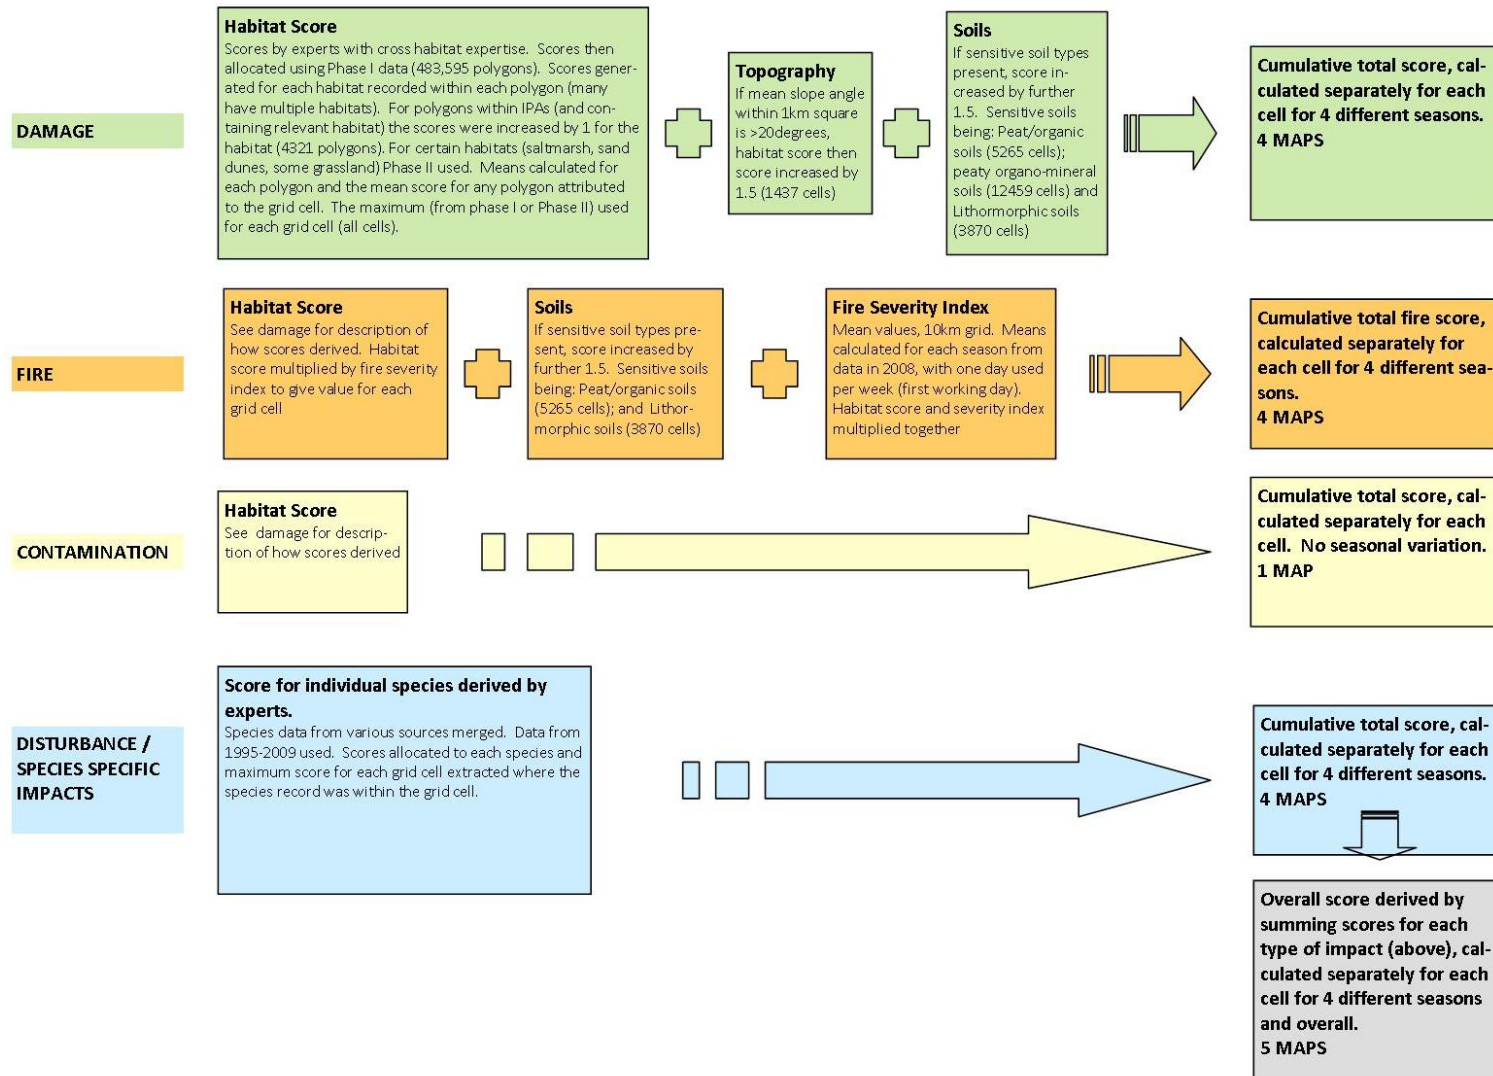 DAMAGE
Habitat Score
Scores by experts with cross habitat expertise. Scores then
allocated using Phase I data (483,595 polygons). Scores gener-
ated for each habitat recorded within each polygon (many
have multiple habitats). For polygons within IPAs (and con-
taining relevant habitat) the scores were increased by 1 for the
habitat (4321 polygons). For certain habitats (saltmarsh, sand
dunes, some grassland) Phase II used. Means calculated for
each polygon and the mean score for any polygon attributed
to the grid cell. The maximum (from phase I or Phase II) used
for each grid cell (all cells).
Topography
If mean slope angle
within 1km square
is >20degrees,
habitat score then
score increased by
1.5 (1437 cells)
Soils
If sensitive soil types
present, score in-
creased by further
1.5. Sensitive soils
being: Peat/organic
soils (5265 cells);
peaty organo-mineral
soils (12459 cells) and
Lithormorphic soils
(3870 cells)
Cumulative total score, cal-
culated separately for each
cell for 4 different seasons.
4 MAPS
FIRE
Habitat Score
See damage for description of
how scores derived. Habitat
score multiplied by fire severity
index to give value for each
grid cell
Soils
If sensitive soil types pre-
sent, score increased by
further 1.5. Sensitive soils
being: Peat/organic soils
(5265 cells); and Lithor-
morphic soils (3870 cells)
Fire Severity Index
Mean values, 10km grid. Means
calculated for each season from
data in 2008, with one day used
per week (first working day).
Habitat score and severity index
multiplied together
Cumulative total fire score,
calculated separately for
each cell for 4 different sea-
sons.
4 MAPS
CONTAMINATION
Habitat Score
See damage for descrip-
tion of how scores derived
Cumulative total score, cal-
culated separately for each
cell. No seasonal variation.
1 MAP
DISTURBANCE /
SPECIES SPECIFIC
IMPACTS
Score for individual species derived by
experts.
Species data from various sources merged. Data from
1995-2009 used. Scores allocated to each species and
maximum score for each grid cell extracted where the
species record was within the grid cell.
Cumulative total score, cal-
culated separately for each
cell for 4 different seasons.
4 MAPS
Overall score derived by
summing scores for each
type of impact (above), cal-
culated separately for each
cell for 4 different seasons
and overall.
5 MAPS